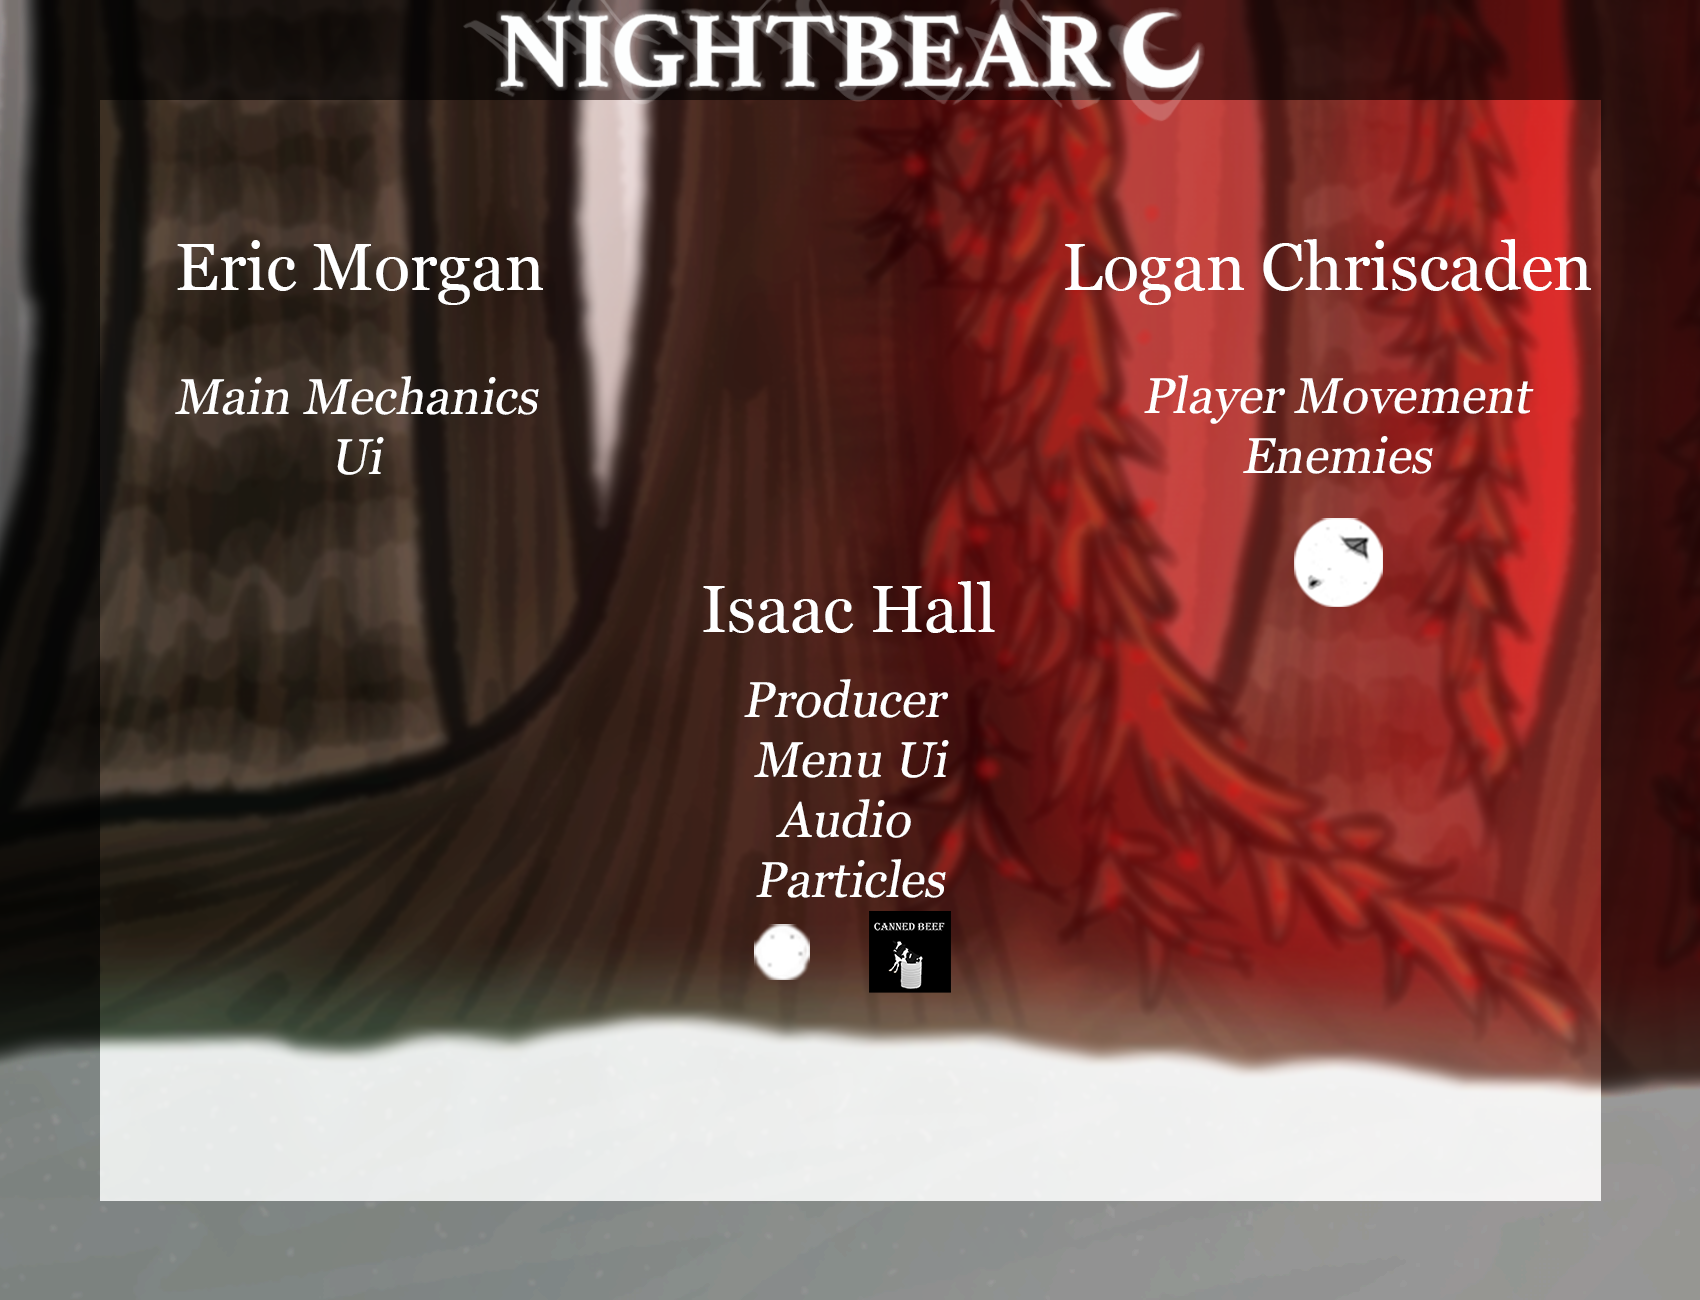 NIGHTBEAR
Eric Morgan
Main Mechanics
Ui
Logan Chriscaden
Player Movement
Enemies
Isaac Hall
Producer
Menu Ui
Audio
Particles
CANNED BEEF